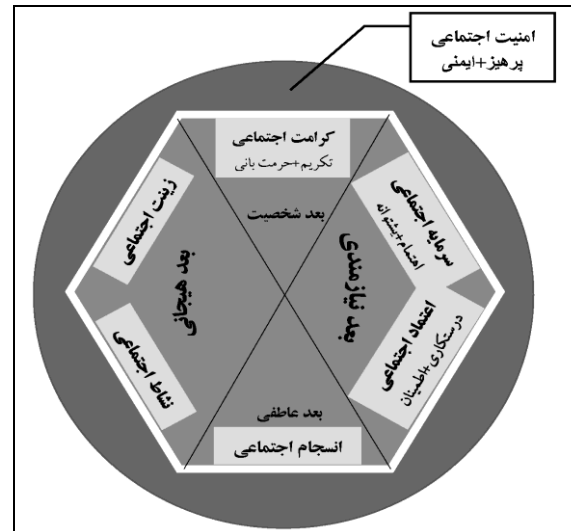 امنیت اجتماعی
پرهیز+ایمنی
کرامت اجتماعی
تکریم+حرمت بانی
بعد شخصیت
سرمایه اجتماعی
اهتمام+پشتوانه
بعد نیازمندی
اعتماد اجتماعی
درستکاری+اطمینان
زینت اجتماعی
بعد هیجانی
نشاط اجتماعی
بعد عاطفی
انسجام اجتماعی